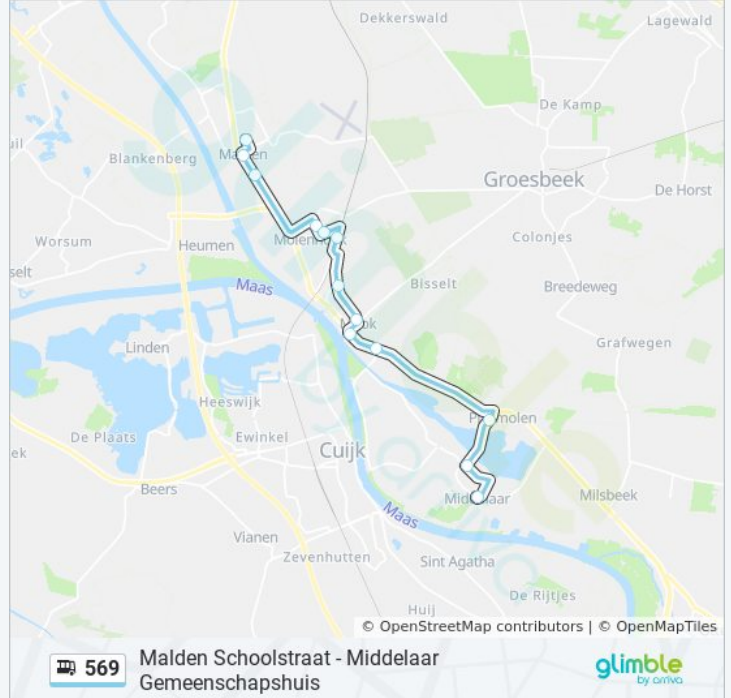 Dekkerswald
Lagewald
De Kamp
Blankenberg
Groesbeek
De Horst
Worsum
Heumen
Colonjes
Maas
Bisselt
Breedeweg
Linden
Grafwegen
Heeswijk
De Plaats
Ewinkel
Cuijk
Beers
Milsbeek
Maas
Vianen
Zevenhutten
Sint Agatha
De Rijtjes
Huij
© OpenStreetMap contributors | © OpenMapTiles
569
Malden Schoolstraat - Middelaar
Gemeenschapshuis
glimble
by arriva